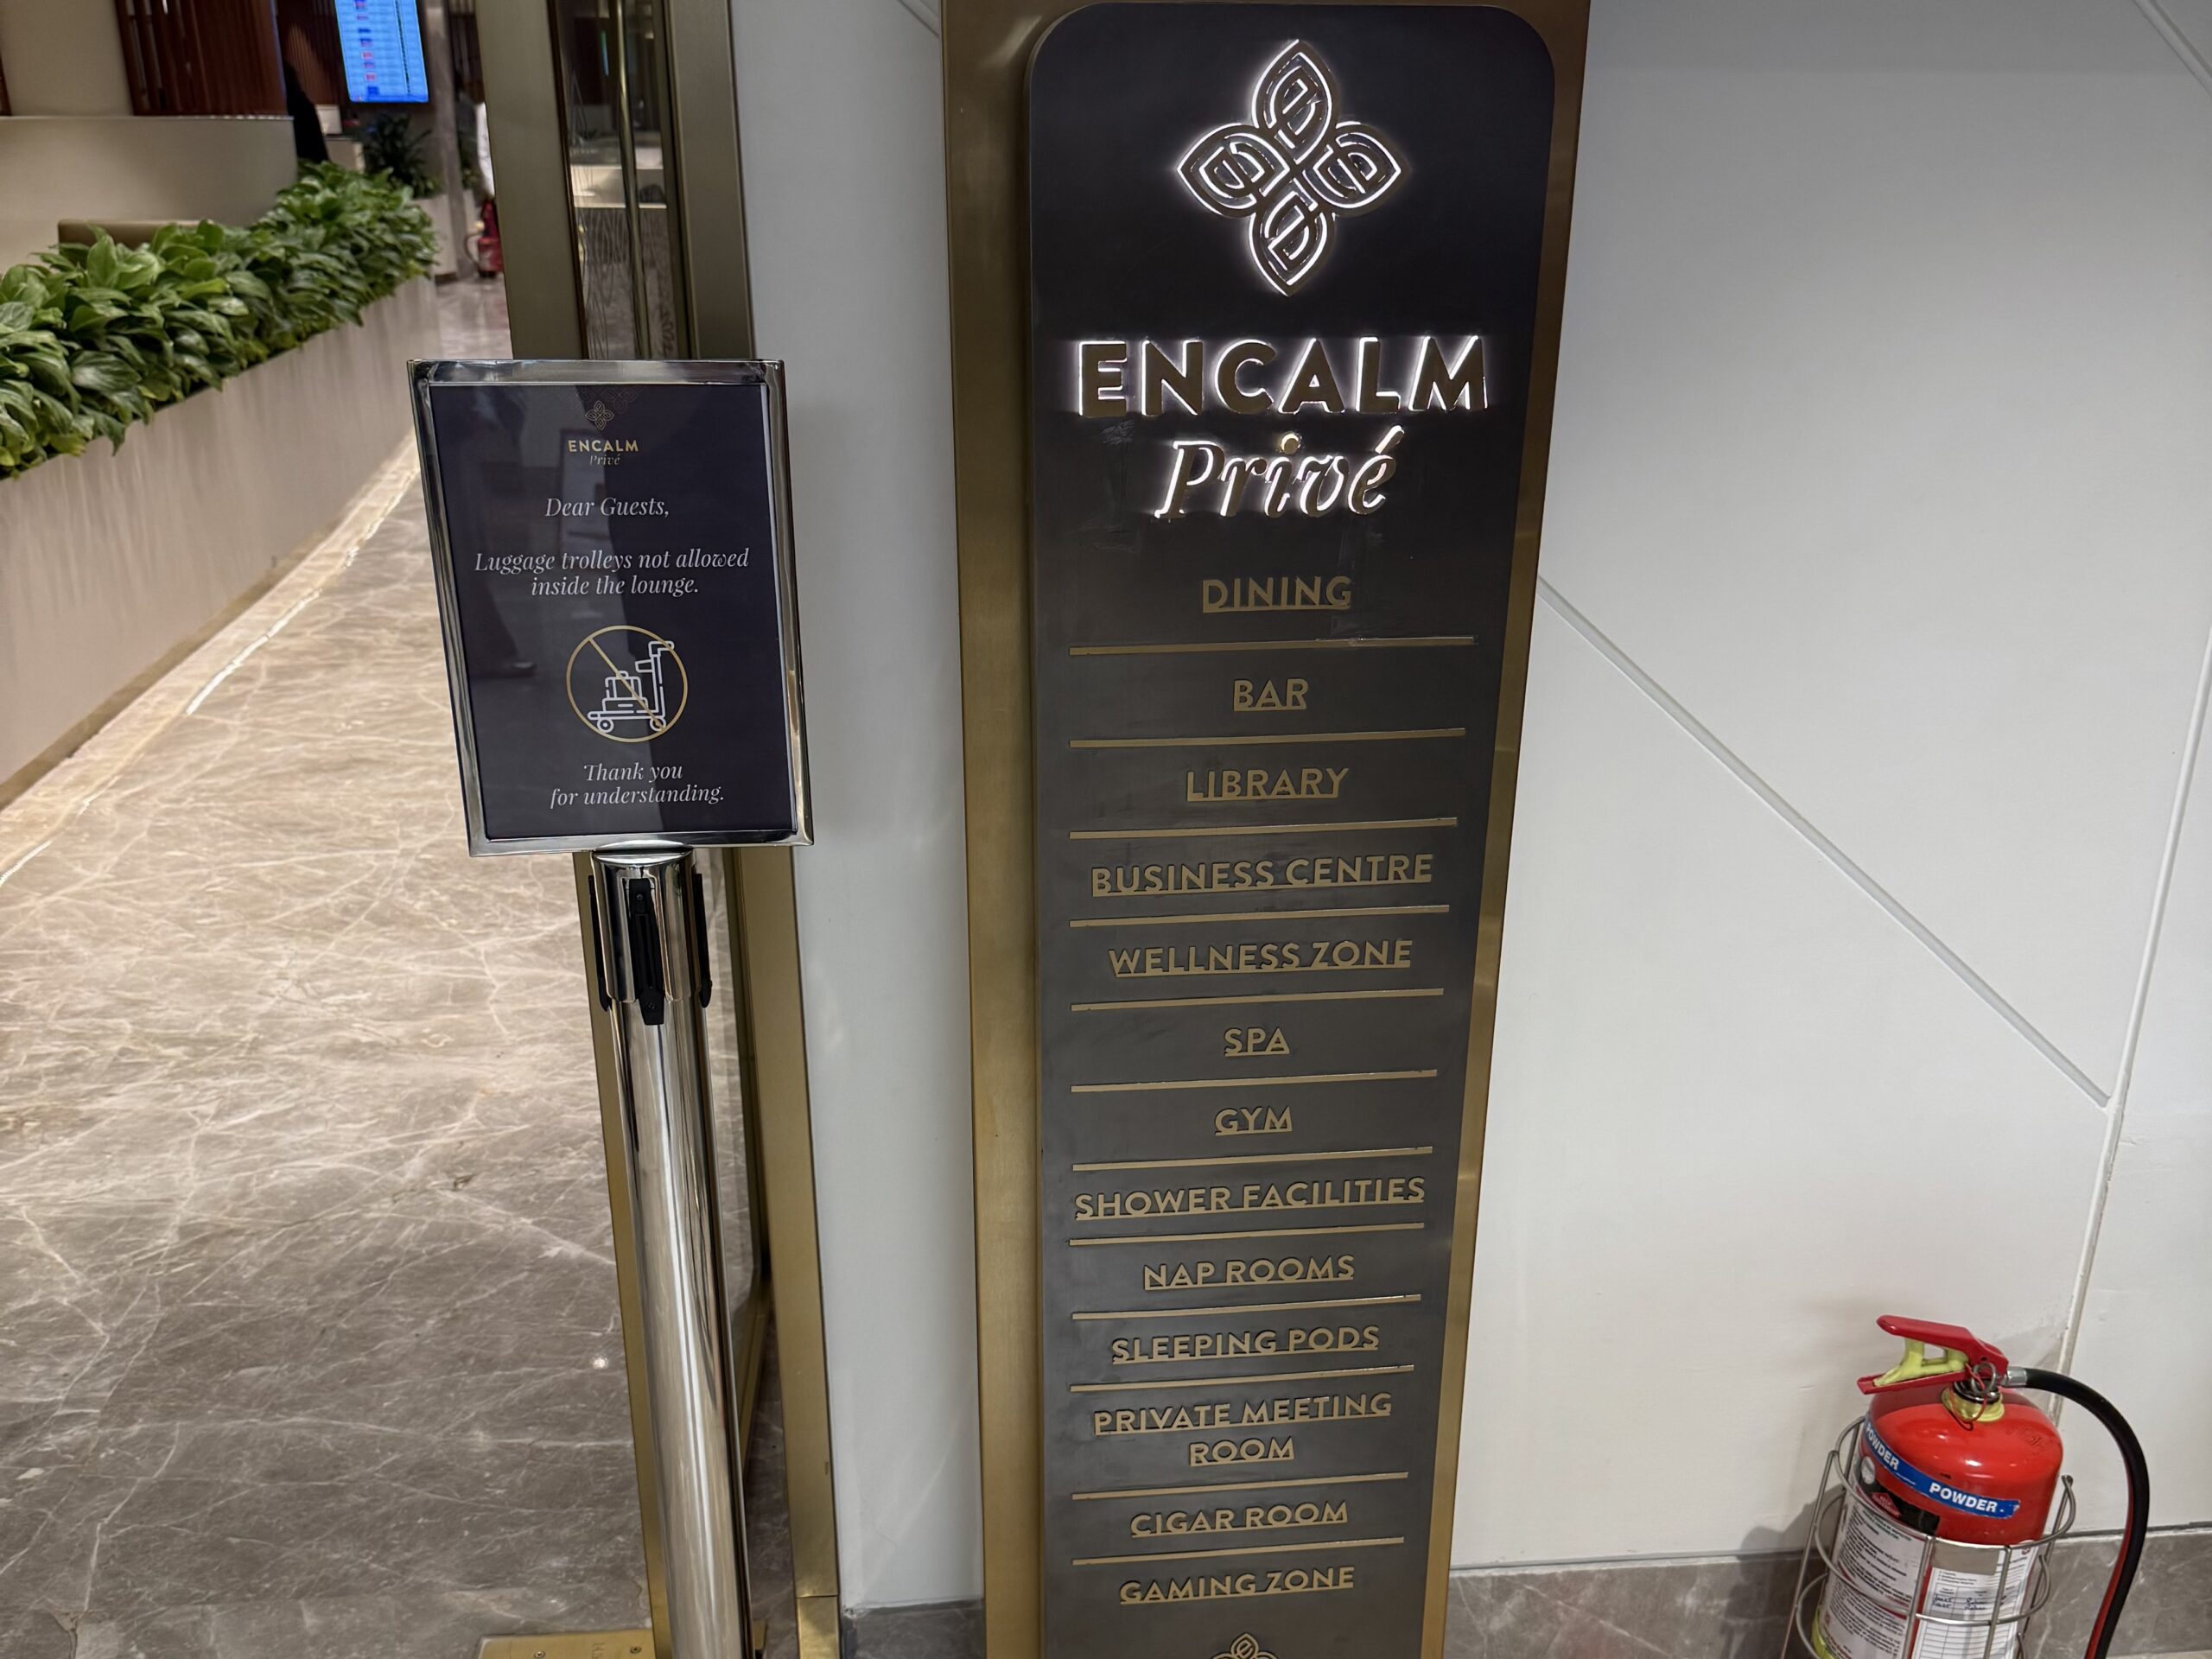 ENCALM
Privé
Dear Guests,
Luggage trolleys not allowed
inside the lounge.
Thank you
for understanding.
ENCALM
Privé
DINING
BAR
LIBRARY
BUSINESS CENTRE
WELLNESS ZONE
SPA
GYM
SHOWER FACILITIES
NAP ROOMS
SLEEPING PODS
PRIVATE MEETING
ROOM
CIGAR ROOM
GAMING ZONE
POWDER
POWDER